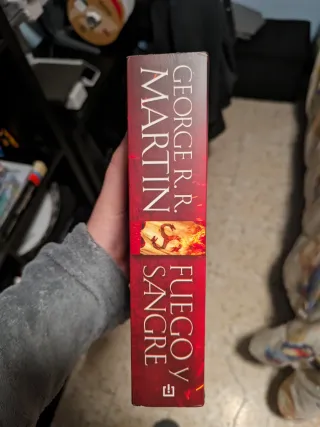 GEORGE R. R.
MARTIN
FUEGO Y
SANGRE